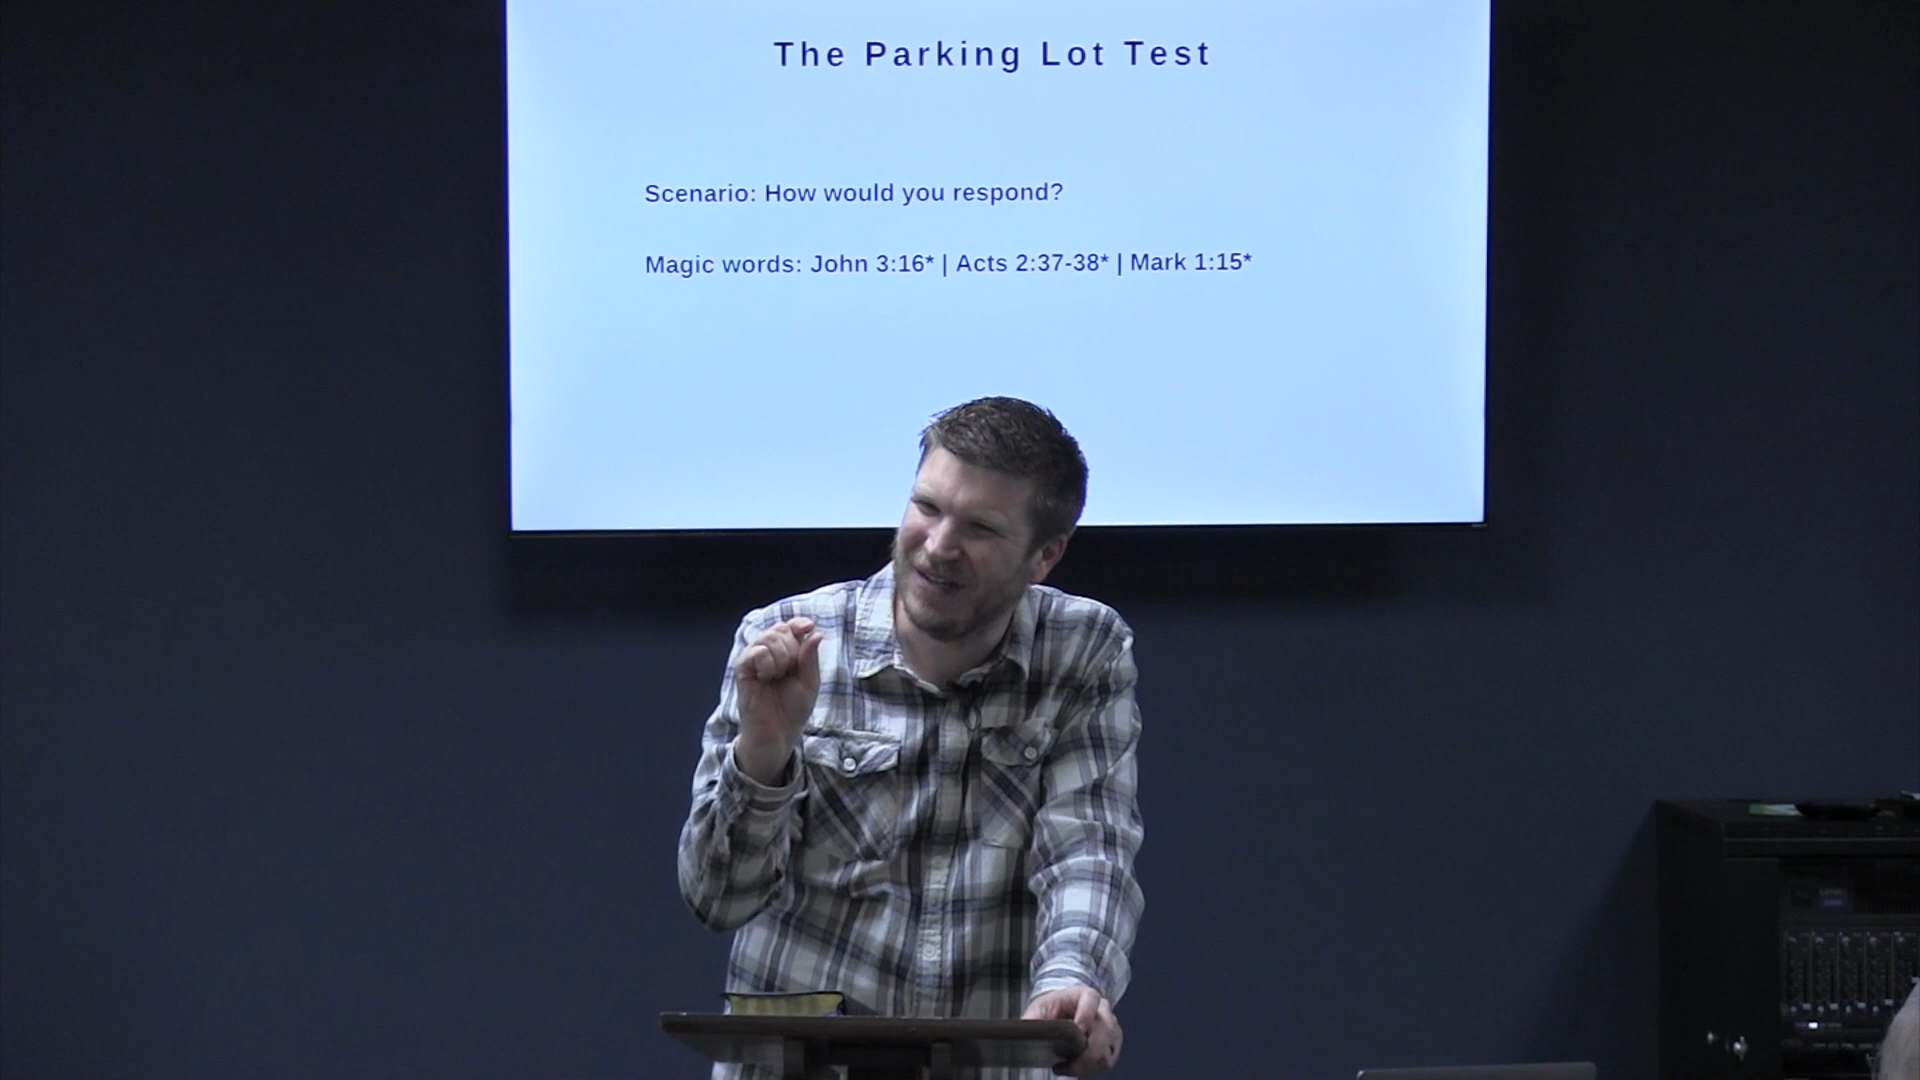 The Parking Lot Test
Scenario: How would you respond?
Magic words: John 3:16* | Acts 2:37-38* | Mark 1:15*